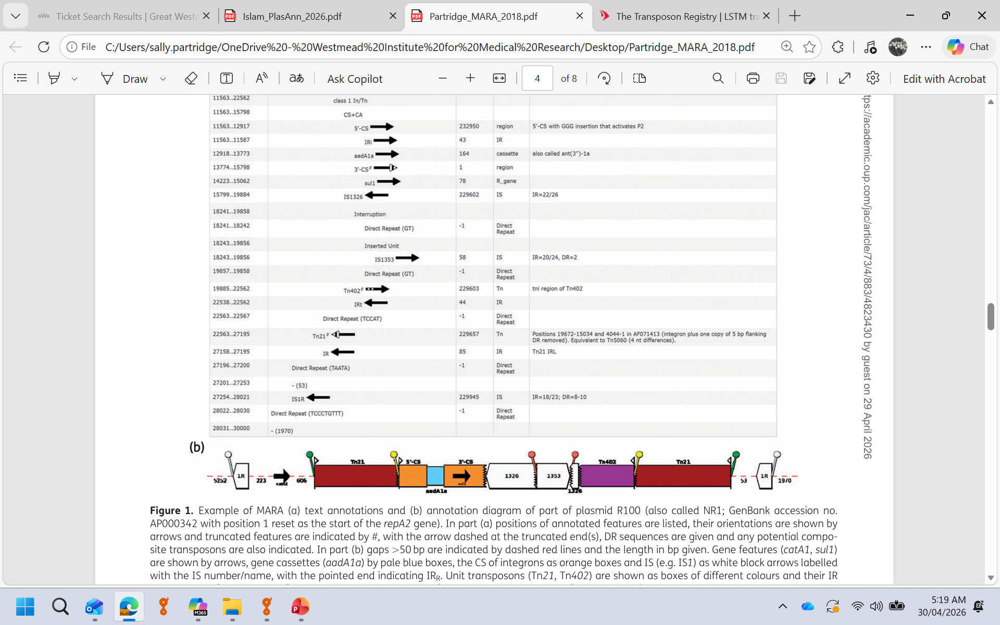 Ticket Search Results | Great Weste
Islam_PlasAnn_2026.pdf
Partridge_MARA_2018.pdf
The Transposon Registry | LSTM tra
File C:/Users/sally.partridge/OneDrive%20-%20Westmead%20Institute%20for%20Medical%20Research/Desktop/Partridge_MARA_2018.pdf
Chat
Draw
Ask Copilot
4 of 8
Edit with Acrobat
11563..22562 class 1 In/Tn
11563..15798 CS+CA
11563..12917 5'-CS 232950 region 5'-CS with GGG insertion that activates P2
11563..11587 IRi 43 IR
12918..13773 aadA1a 164 cassette also called ant(3'')-1a
13774..15798 3'-CS# 1 region
14223..15062 sul1 78 R_gene
15799..19884 IS1326 229602 IS IR=22/26
18241..19858 Interruption
18241..18242 Direct Repeat (GT) -1 Direct
Repeat
18243..19856 Inserted Unit
18243..19856 IS1353 58 IS IR=20/24, DR=2
19857..19858 Direct Repeat (GT) -1 Direct
Repeat
19885..22562 Tn402# 229603 Tn tni region of Tn402
22538..22562 IRt 44 IR
22563..22567 Direct Repeat (TCCAT) -1 Direct
Repeat
22563..27195 Tn21# 229657 Tn Positions 19672-15034 and 4044-1 in AF071413 (integron plus one copy of 5 bp flanking
DR removed). Equivalent to Tn5060 (4 nt differences).
27158..27195 IR 85 IR Tn21 IRL
27196..27200 Direct Repeat (TAATA) -1 Direct
Repeat
27201..27253 - (53)
27254..28021 IS1R 229945 IS IR=18/23; DR=8-10
28022..28030 Direct Repeat (TCCCTGTTT) -1 Direct
Repeat
28031..30000 - (1970)
tps://academic.oup.com/jac/article/73/4/883/4823430 by guest on 29 April 2026
(b)
Tn21 5'-CS 3'-CS Tn402 Tn21
1R sul1 1326 1353 1R
5252 223 catA1 606 aadA1a 1326 53 1970
Figure 1. Example of MARA (a) text annotations and (b) annotation diagram of part of plasmid R100 (also called NR1; GenBank accession no.
AP000342 with position 1 reset as the start of the repA2 gene). In part (a) positions of annotated features are listed, their orientations are shown by
arrows and truncated features are indicated by #, with the arrow dashed at the truncated end(s), DR sequences are given and any potential compo-
site transposons are also indicated. In part (b) gaps >50 bp are indicated by dashed red lines and the length in bp given. Gene features (catA1, sul1)
are shown by arrows, gene cassettes (aadA1a) by pale blue boxes, the CS of integrons as orange boxes and IS (e.g. IS1) as white block arrows labelled
with the IS number/name, with the pointed end indicating IRR. Unit transposons (Tn21, Tn402) are shown as boxes of different colours and their IR
M365
5:19 AM
30/04/2026